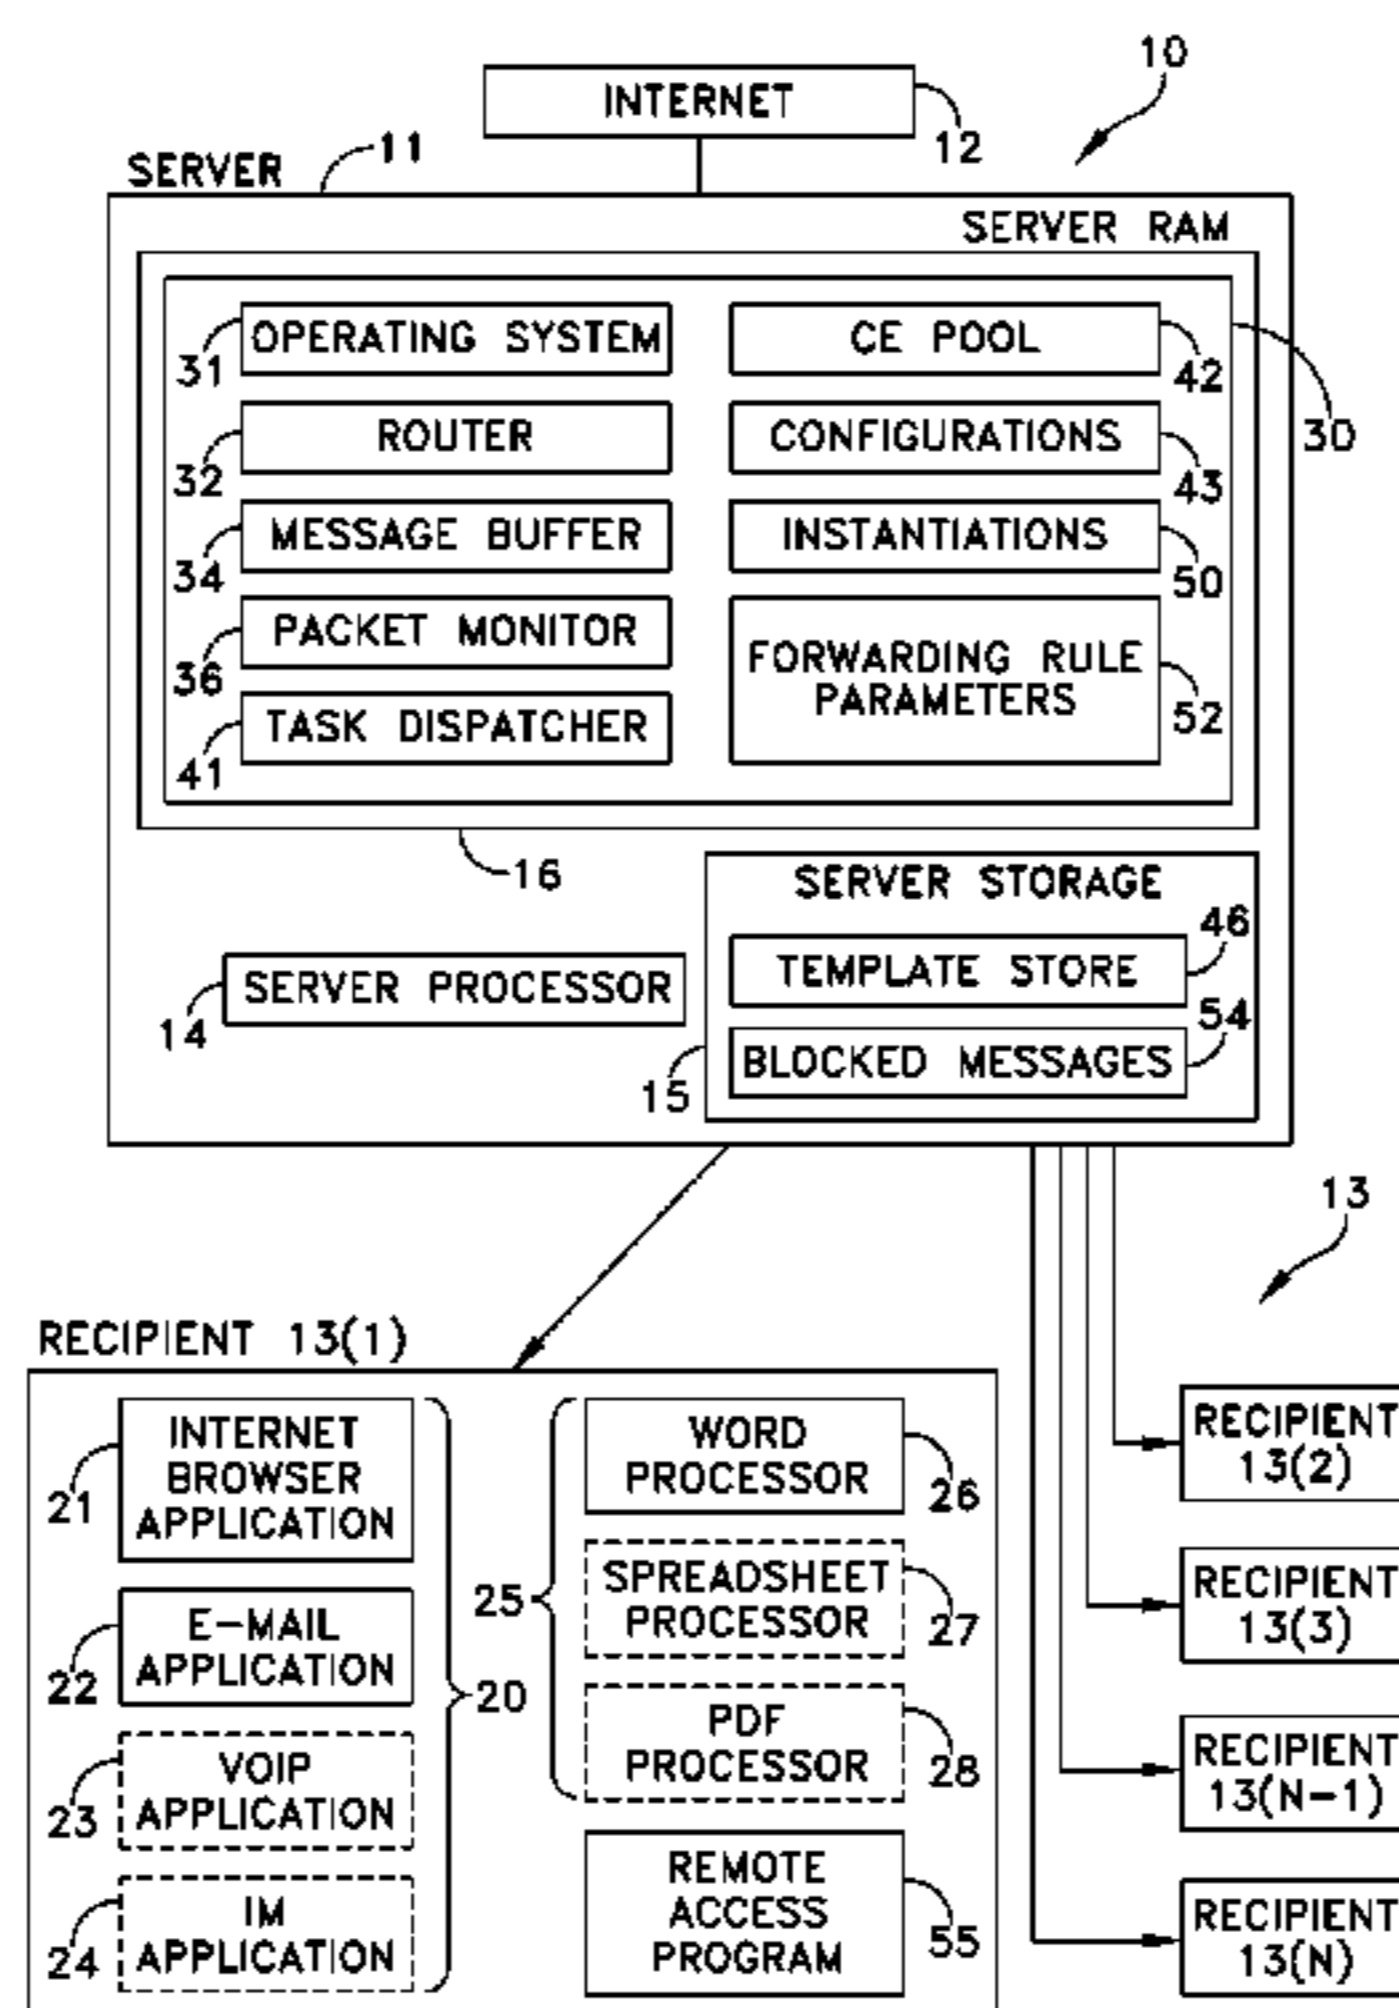 10
INTERNET
12
SERVER
11
SERVER RAM
OPERATING SYSTEM
31
CE POOL
42
30
ROUTER
32
CONFIGURATIONS
43
MESSAGE BUFFER
34
INSTANTIATIONS
50
PACKET MONITOR
36
FORWARDING RULE
PARAMETERS
52
TASK DISPATCHER
41
16
SERVER STORAGE
46
TEMPLATE STORE
SERVER PROCESSOR
14
54
BLOCKED MESSAGES
15
13
RECIPIENT 13(1)
INTERNET
BROWSER
APPLICATION
21
E-MAIL
APPLICATION
22
VOIP
APPLICATION
23
IM
APPLICATION
24
20
25
WORD
PROCESSOR
26
SPREADSHEET
PROCESSOR
27
PDF
PROCESSOR
28
REMOTE
ACCESS
PROGRAM
55
RECIPIENT
13(2)
RECIPIENT
13(3)
RECIPIENT
13(N-1)
RECIPIENT
13(N)